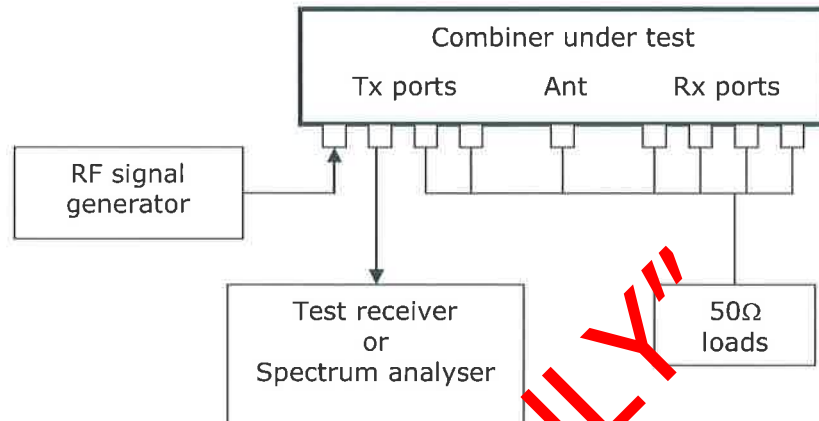 Combiner under test
Tx ports Ant Rx ports
RF signal
generator
Test receiver
or
Spectrum analyser
50Ω
loads